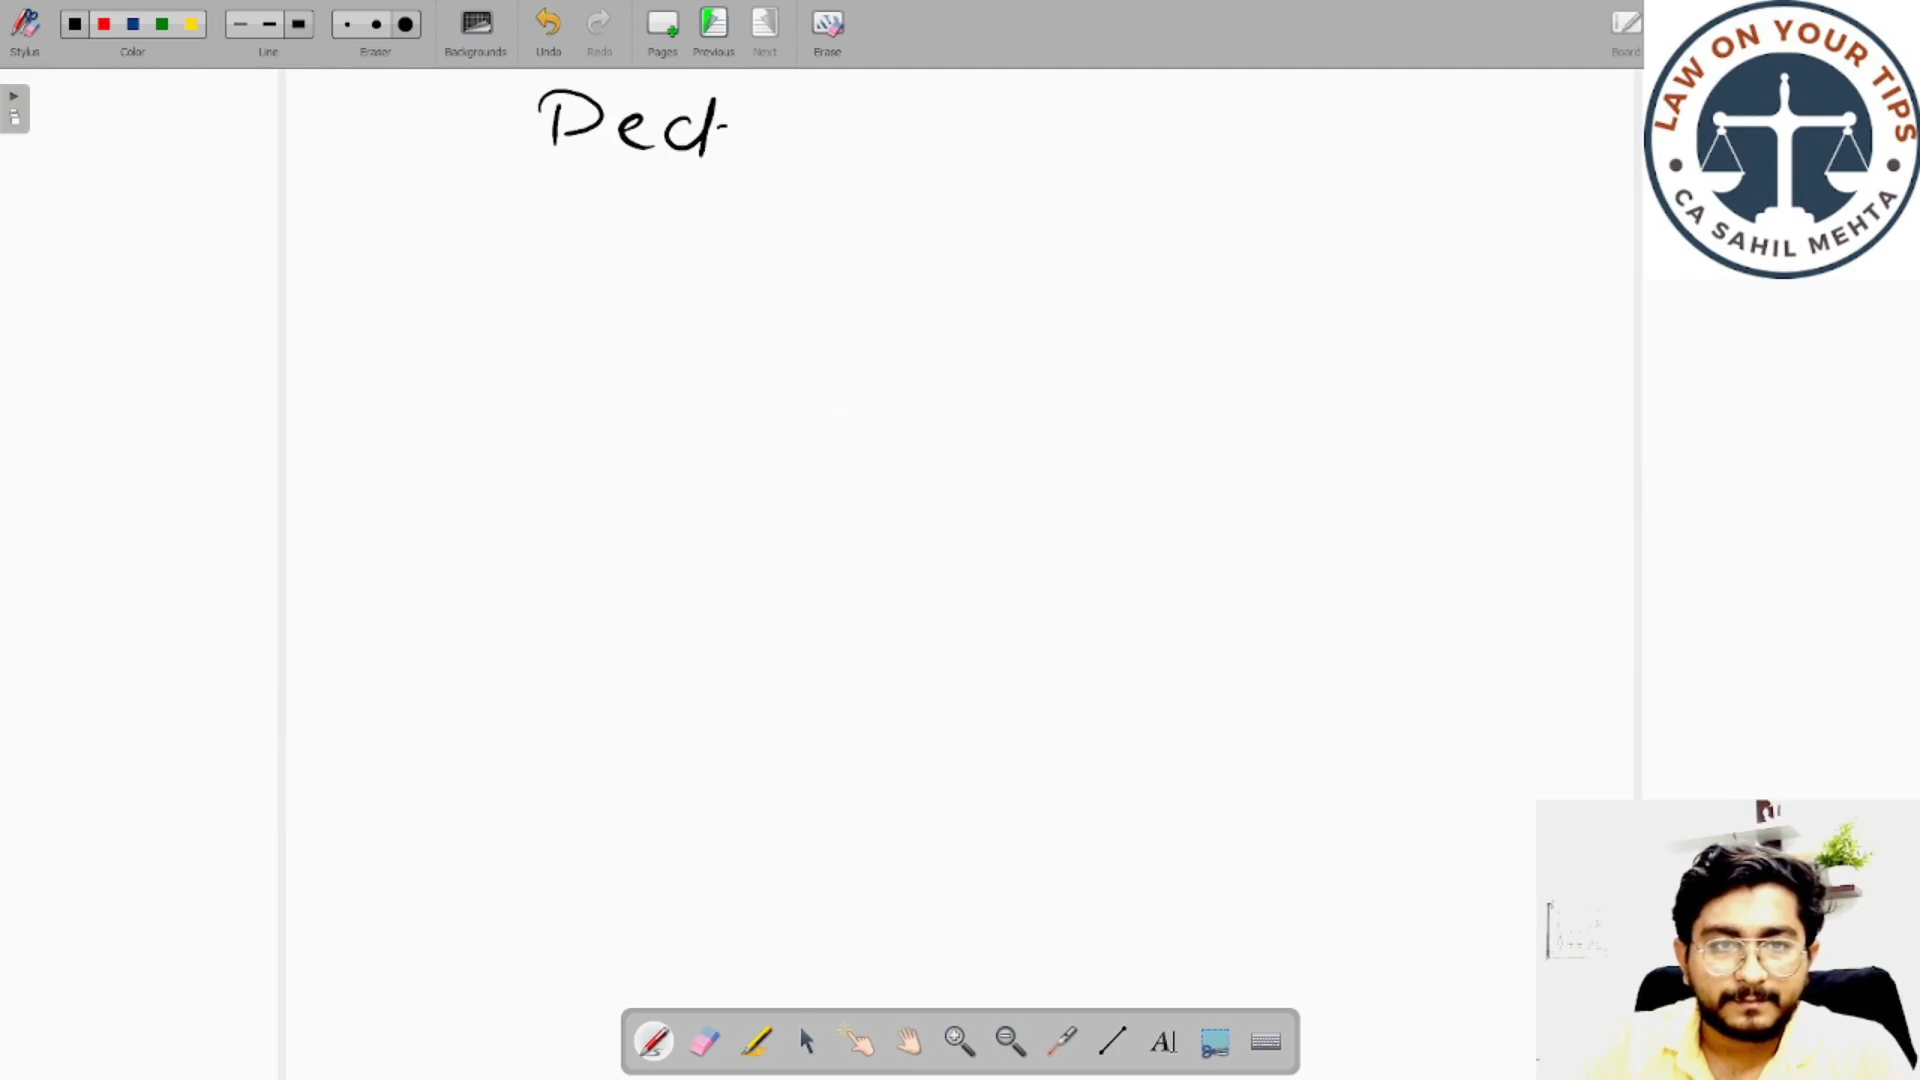 Stylus
Color
Line
Eraser
Backgrounds
Undo
Redo
Pages
Previous
Next
Erase
Board
LAW ON YOUR TIPS
CA SAHIL MEHTA
Ded
A